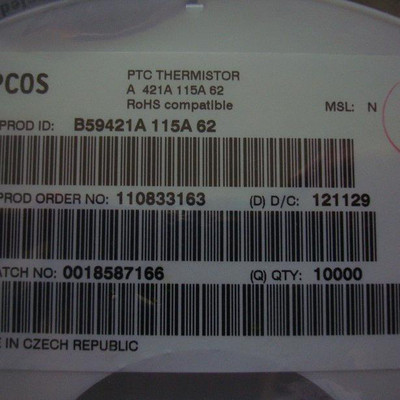 PCOS
PTC THERMISTOR
A 421A 115A 62
RoHS compatible
MSL: N
PROD ID: B59421A 115A 62
PROD ORDER NO: 110833163 (D) D/C: 121129
ATCH NO: 0018587166 (Q) QTY: 10000
E IN CZECH REPUBLIC